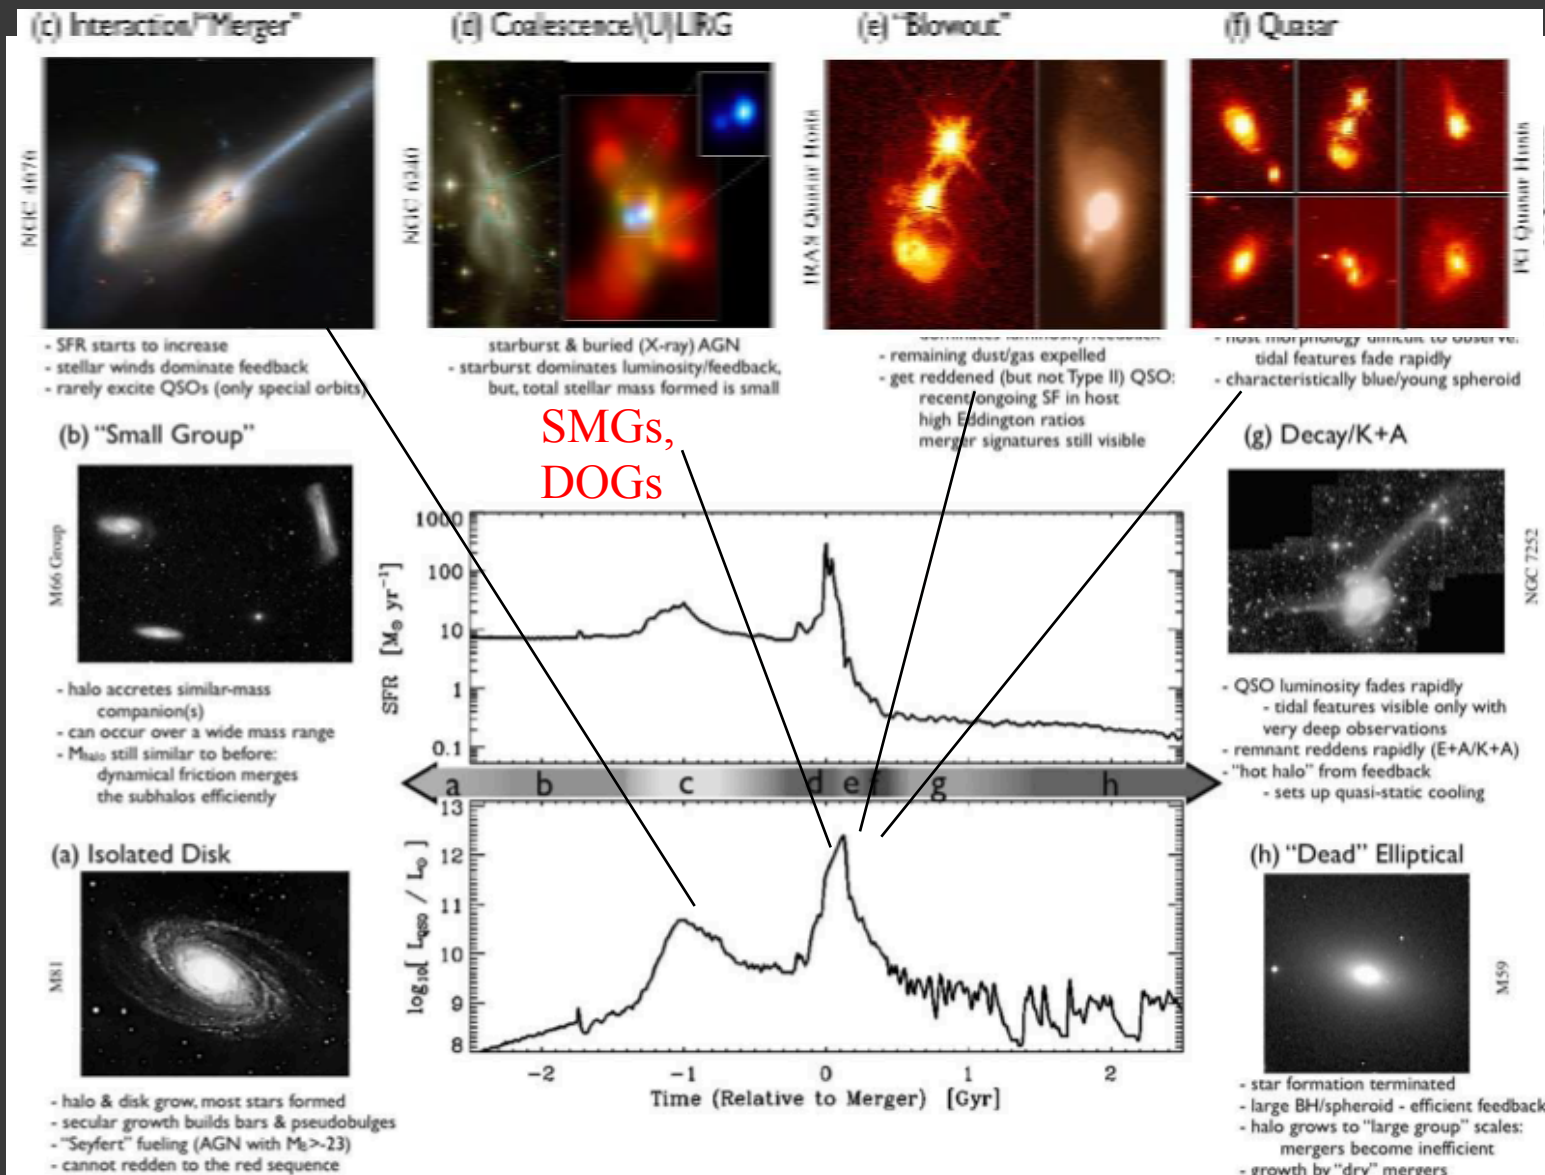 (c) Interaction/"Merger"
(d) Coalescence/(U)LIRG
(e) "Blowout"
(f) Quasar
NGC 4676
NGC 6240
IRAS Quasar Hosts
PG Quasar Hosts
- SFR starts to increase
- stellar winds dominate feedback
- rarely excite QSOs (only special orbits)
starburst & buried (X-ray) AGN
- starburst dominates luminosity/feedback,
but, total stellar mass formed is small
dominates luminosity/feedback
- remaining dust/gas expelled
- get reddened (but not Type II) QSO:
recent/ongoing SF in host
high Eddington ratios
merger signatures still visible
- host morphology difficult to observe:
tidal features fade rapidly
- characteristically blue/young spheroid
SMGs,
DOGs
(b) "Small Group"
M66 Group
- halo accretes similar-mass
companion(s)
- can occur over a wide mass range
- Mhalo still similar to before:
dynamical friction merges
the subhalos efficiently
(a) Isolated Disk
M81
- halo & disk grow, most stars formed
- secular growth builds bars & pseudobulges
- "Seyfert" fueling (AGN with MB>-23)
- cannot redden to the red sequence
1000
100
10
1
0.1
SFR [M⊙ yr⁻¹]
a b c d e f g h
13
12
11
10
9
8
log₁₀[ LQSO / L⊙ ]
-2 -1 0 1 2
Time (Relative to Merger) [Gyr]
(g) Decay/K+A
NGC 7252
- QSO luminosity fades rapidly
- tidal features visible only with
very deep observations
- remnant reddens rapidly (E+A/K+A)
- "hot halo" from feedback
- sets up quasi-static cooling
(h) "Dead" Elliptical
M59
- star formation terminated
- large BH/spheroid - efficient feedback
- halo grows to "large group" scales:
mergers become inefficient
- growth by "dry" mergers